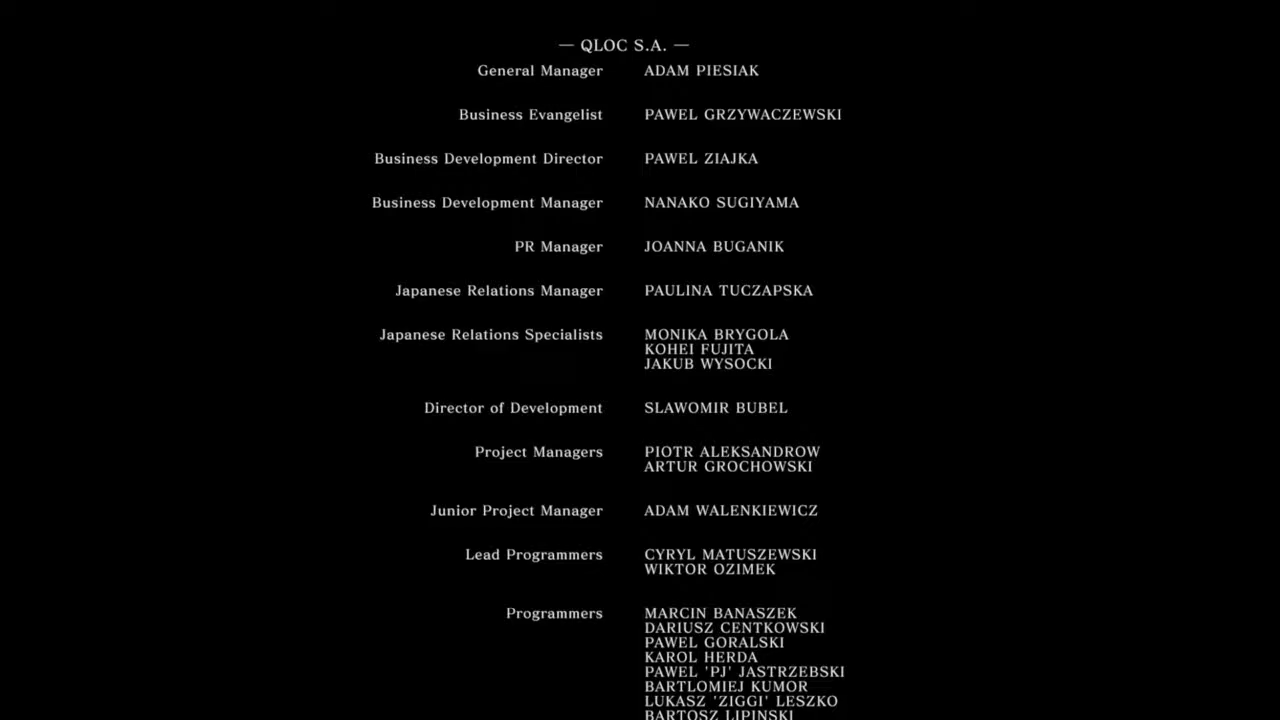 — QLOC S.A. —
General Manager ADAM PIESIAK
Business Evangelist PAWEL GRZYWACZEWSKI
Business Development Director PAWEL ZIAJKA
Business Development Manager NANAKO SUGIYAMA
PR Manager JOANNA BUGANIK
Japanese Relations Manager PAULINA TUCZAPSKA
Japanese Relations Specialists MONIKA BRYGOLA
KOHEI FUJITA
JAKUB WYSOCKI
Director of Development SLAWOMIR BUBEL
Project Managers PIOTR ALEKSANDROW
ARTUR GROCHOWSKI
Junior Project Manager ADAM WALENKIEWICZ
Lead Programmers CYRYL MATUSZEWSKI
WIKTOR OZIMEK
Programmers MARCIN BANASZEK
DARIUSZ CENTKOWSKI
PAWEL GORALSKI
KAROL HERDA
PAWEL 'PJ' JASTRZEBSKI
BARTLOMIEJ KUMOR
LUKASZ 'ZIGGI' LESZKO
BARTOSZ LIPINSKI